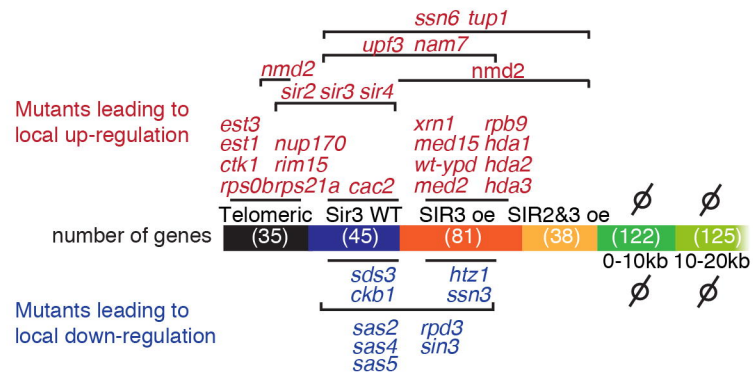 ssn6 tup1
upf3 nam7
nmd2
nmd2
sir2 sir3 sir4
Mutants leading to
local up-regulation
est3
est1 nup170
ctk1 rim15
rps0b rps21a cac2
xrn1 rpb9
med15 hda1
wt-ypd hda2
med2 hda3
Telomeric Sir3 WT SIR3 oe SIR2&3 oe ϕ ϕ
number of genes (35) (45) (81) (38) (122) (125)
0-10kb 10-20kb
ϕ ϕ
Mutants leading to
local down-regulation
sds3 htz1
ckb1 ssn3
sas2 rpd3
sas4 sin3
sas5